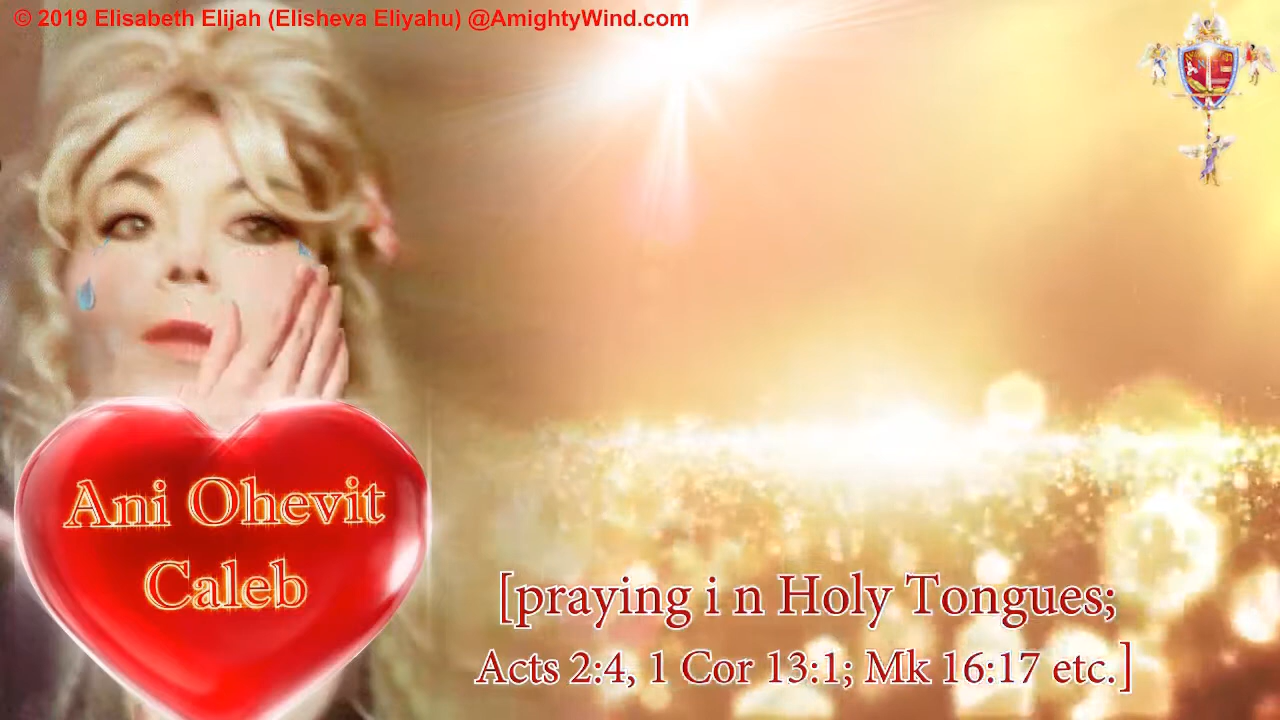 © 2019 Elisabeth Elijah (Elisheva Eliyahu) @AmightyWind.com
Ani Ohevit
Caleb
[praying i n Holy Tongues;
Acts 2:4, 1 Cor 13:1; Mk 16:17 etc.]